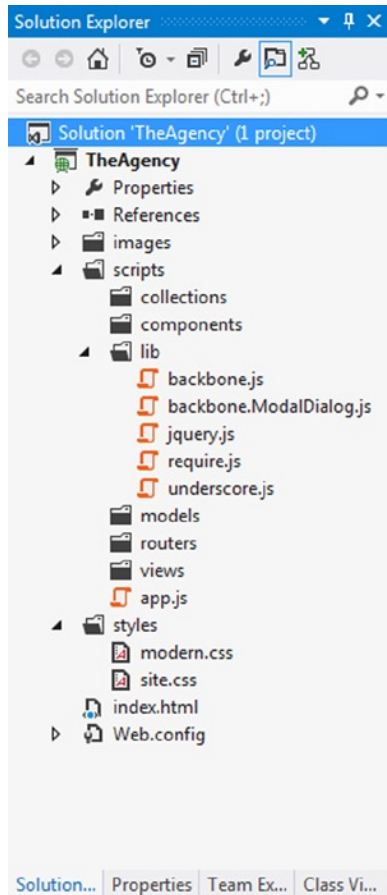 Solution Explorer
Search Solution Explorer (Ctrl+;)
Solution 'TheAgency' (1 project)
TheAgency
Properties
References
images
scripts
collections
components
lib
backbone.js
backbone.ModalDialog.js
jquery.js
require.js
underscore.js
models
routers
views
app.js
styles
modern.css
site.css
index.html
Web.config
Solution... Properties Team Ex... Class Vi...